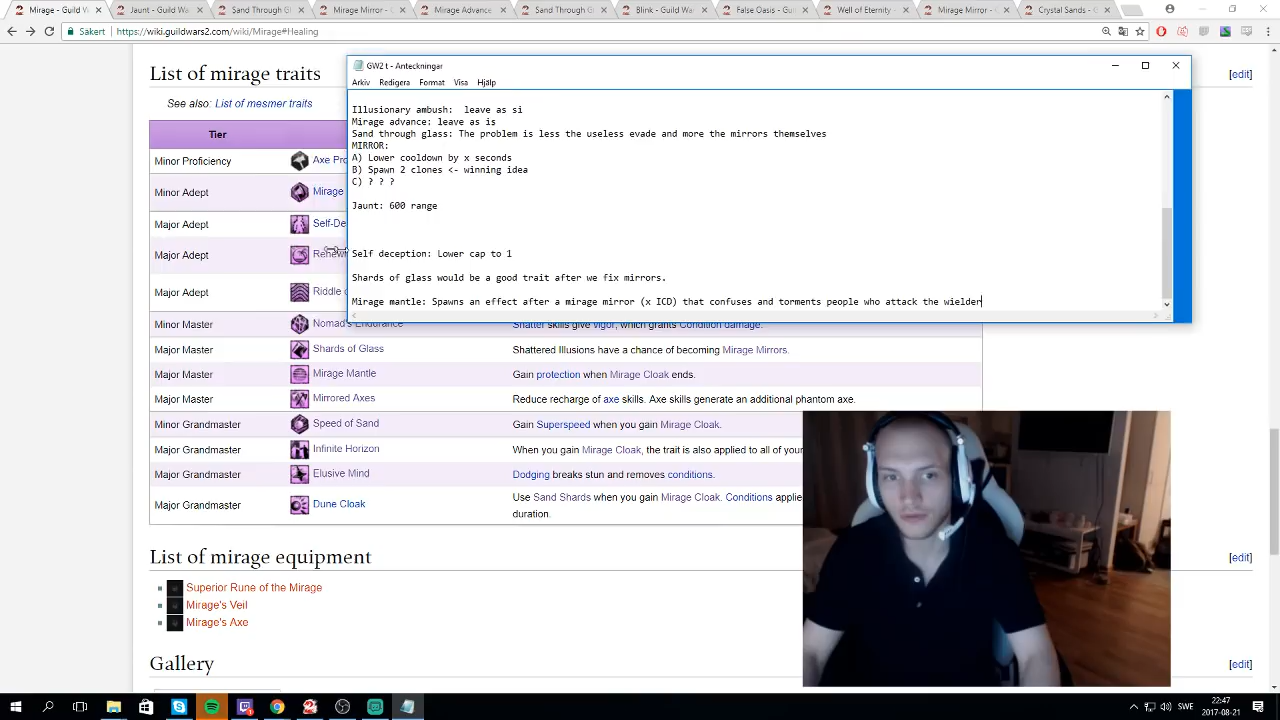 Mirage - Guild W
Jaunt - Guild Wa
Sand Through G
Mirage Mirror - G
Mirage Advance
Sand Through G
Blink - Guild Wa
False Oasis - Gui
Well of Eternity -
Mirage Mirror - G
Crystal Sands - G
Säkert
https://wiki.guildwars2.com/wiki/Mirage#Healing
List of mirage traits
[edit]
See also: List of mesmer traits
GW2 t - Anteckningar
Arkiv Redigera Format Visa Hjälp
Illusionary ambush: leave as si
Mirage advance: leave as is
Sand through glass: The problem is less the useless evade and more the mirrors themselves
MIRROR:
A) Lower cooldown by x seconds
B) Spawn 2 clones <- winning idea
C) ? ? ?
Jaunt: 600 range
Self deception: Lower cap to 1
Shards of glass would be a good trait after we fix mirrors.
Mirage mantle: Spawns an effect after a mirage mirror (x ICD) that confuses and torments people who attack the wielder
Tier
Minor Proficiency Axe Pro
Minor Adept Mirage
Major Adept Self-De
Major Adept Renew
Major Adept Riddle o
Minor Master Nomad's Endurance Shatter skills give vigor, which grants Condition damage.
Major Master Shards of Glass Shattered Illusions have a chance of becoming Mirage Mirrors.
Major Master Mirage Mantle Gain protection when Mirage Cloak ends.
Major Master Mirrored Axes Reduce recharge of axe skills. Axe skills generate an additional phantom axe.
Minor Grandmaster Speed of Sand Gain Superspeed when you gain Mirage Cloak.
Major Grandmaster Infinite Horizon When you gain Mirage Cloak, the trait is also applied to all of your
Major Grandmaster Elusive Mind Dodging breaks stun and removes conditions.
Major Grandmaster Dune Cloak Use Sand Shards when you gain Mirage Cloak. Conditions applie
duration.
List of mirage equipment
[edit]
Superior Rune of the Mirage
Mirage's Veil
Mirage's Axe
Gallery
[edit]
SWE
22:47
2017-08-21